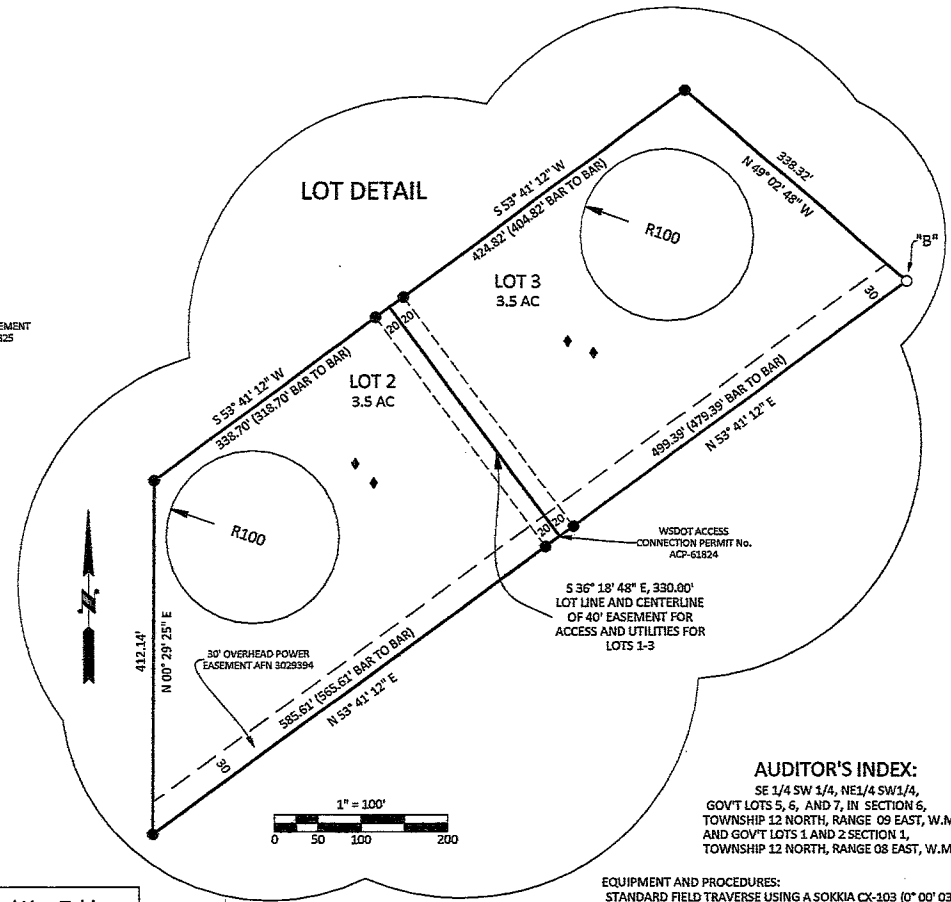 LOT DETAIL
S 53° 41' 12" W
424.82' (404.82' BAR TO BAR)
338.32'
N 49° 02' 48" W
"B"
R100
30
LOT 3
3.5 AC
20 20
LOT 2
3.5 AC
S 53° 41' 12" W
338.70' (318.70' BAR TO BAR)
499.39' (479.39' BAR TO BAR)
N 53° 41' 12" E
R100
20 20
WSDOT ACCESS
CONNECTION PERMIT No.
ACP-61824
S 36° 18' 48" E, 330.00'
LOT LINE AND CENTERLINE
OF 40' EASEMENT FOR
ACCESS AND UTILITIES FOR
LOTS 1-3
N
412.14'
N 00° 29' 25" E
30' OVERHEAD POWER
EASEMENT AFN 3029394
585.61' (565.61' BAR TO BAR)
N 53° 41' 12" E
30
1" = 100'
0 50 100 200
AUDITOR'S INDEX:
SE 1/4 SW 1/4, NE1/4 SW1/4,
GOV'T LOTS 5, 6, AND 7, IN SECTION 6,
TOWNSHIP 12 NORTH, RANGE 09 EAST, W.M
AND GOV'T LOTS 1 AND 2 SECTION 1,
TOWNSHIP 12 NORTH, RANGE 08 EAST, W.M
EQUIPMENT AND PROCEDURES:
STANDARD FIELD TRAVERSE USING A SOKKIA CX-103 (0° 00' 03